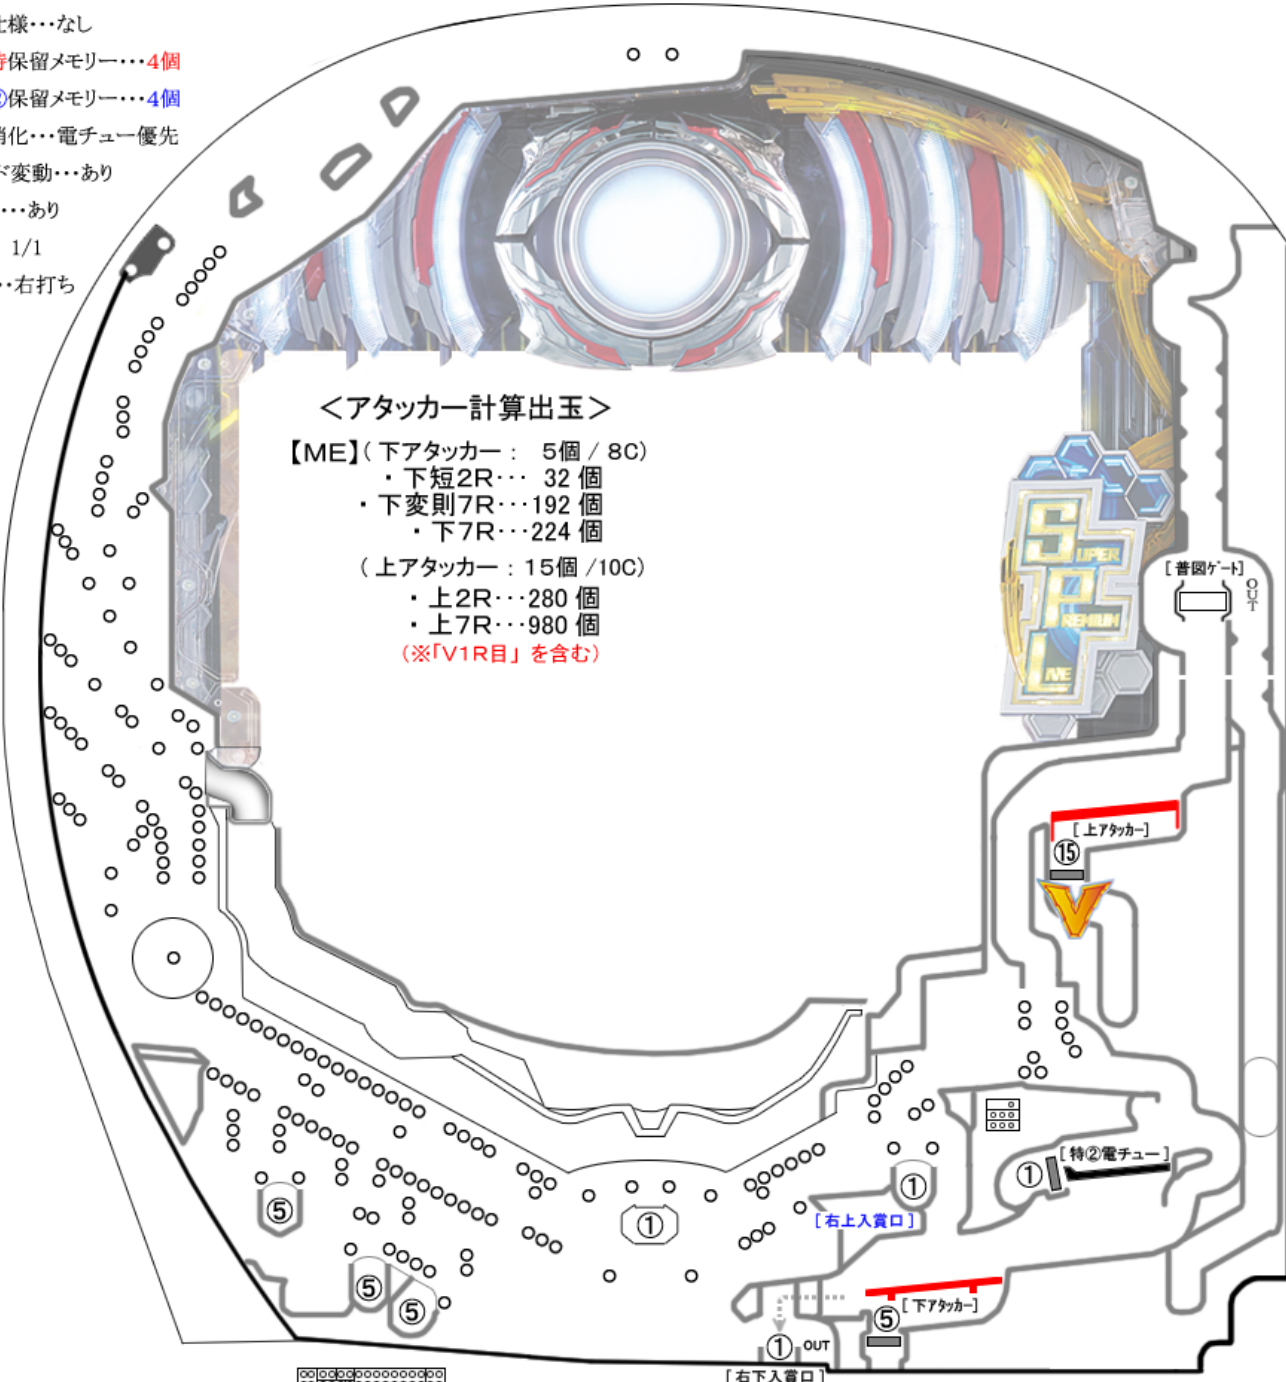 仕様･･･なし
特保留メモリー･･･4個
②保留メモリー･･･4個
消化･･･電チュー優先
ド変動･･･あり
･･･あり
1/1
･･右打ち
＜アタッカー計算出玉＞
【ME】( 下アタッカー： 5個 / 8C)
・下短2R･･･ 32 個
・下変則7R･･･192 個
・下7R･･･224 個
( 上アタッカー：15個 /10C)
・上2R･･･280 個
・上7R･･･980 個
(※｢V1R目｣ を含む)
SUPER
PREMIUM
LIVE
[普図ゲート]
OUT
[ 上アタッカー]
⑮
V
[ 特②電チュー ]
①
①
[ 右上入賞口 ]
①
⑤
⑤
⑤
[ 下アタッカー]
⑤
① OUT
[ 右下入賞口 ]